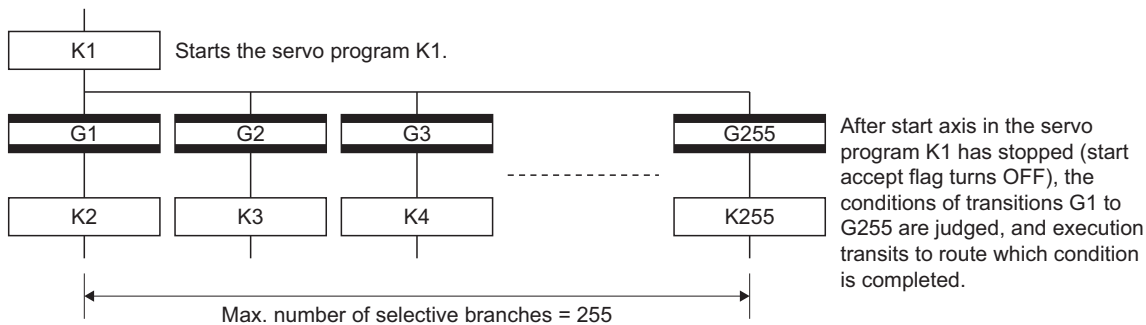 K1
Starts the servo program K1.
G1
G2
G3
G255
K2
K3
K4
K255
After start axis in the servo
program K1 has stopped (start
accept flag turns OFF), the
conditions of transitions G1 to
G255 are judged, and execution
transits to route which condition
is completed.
Max. number of selective branches = 255